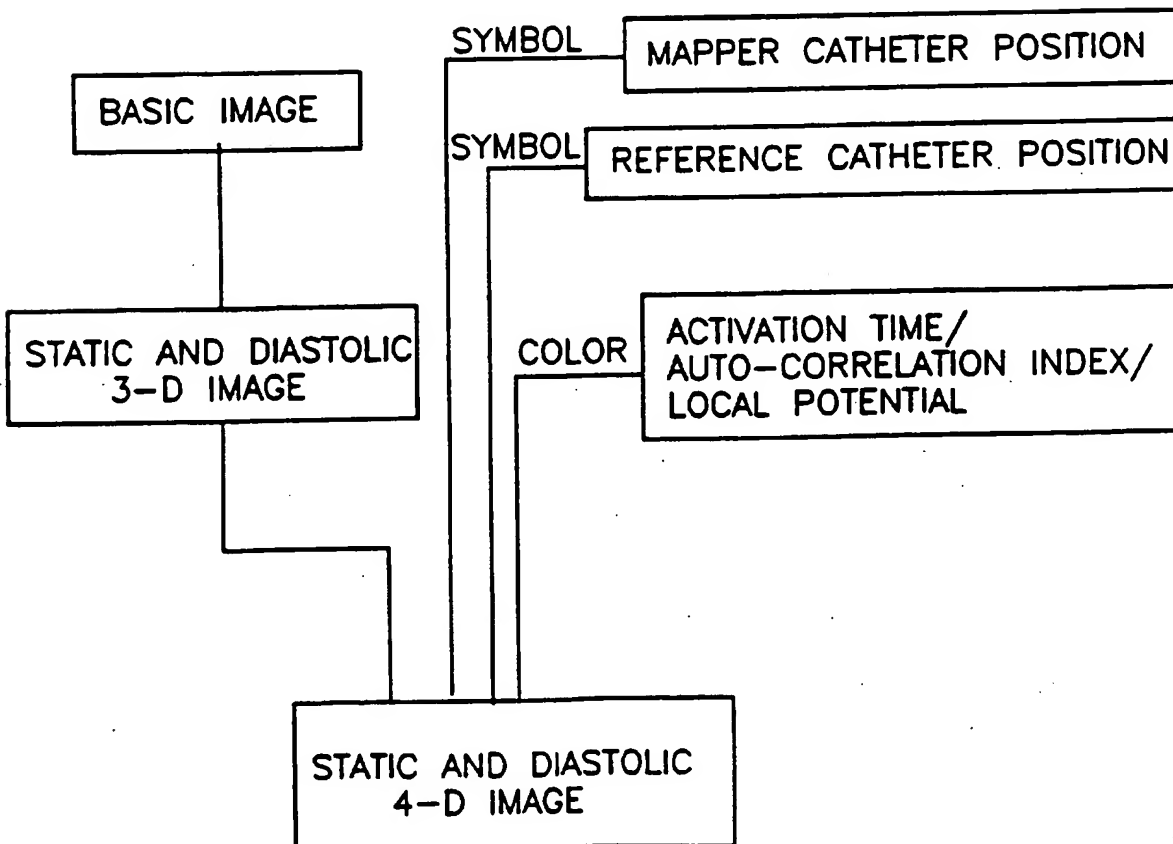 SYMBOL
MAPPER CATHETER POSITION
BASIC IMAGE
SYMBOL
REFERENCE CATHETER POSITION
STATIC AND DIASTOLIC
3-D IMAGE
COLOR
ACTIVATION TIME/
AUTO-CORRELATION INDEX/
LOCAL POTENTIAL
STATIC AND DIASTOLIC
4-D IMAGE